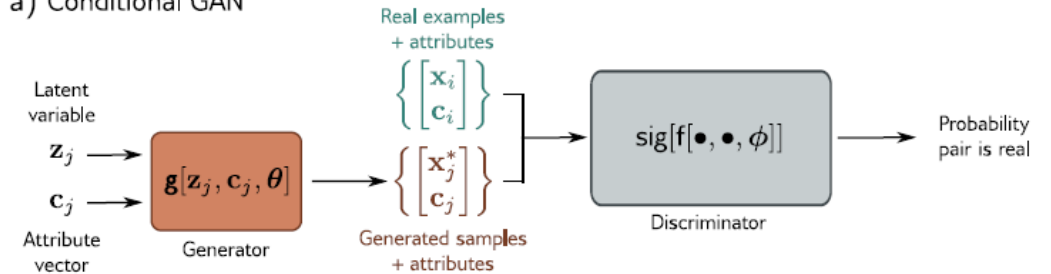 a) Conditional GAN
Real examples
+ attributes
Latent
variable
z_j
c_j
Attribute
vector
g[z_j, c_j, θ]
Generator
{[x_i
c_i]}
{[x_j^*
c_j]}
Generated samples
+ attributes
sig[f[•, •, ϕ]]
Discriminator
Probability
pair is real